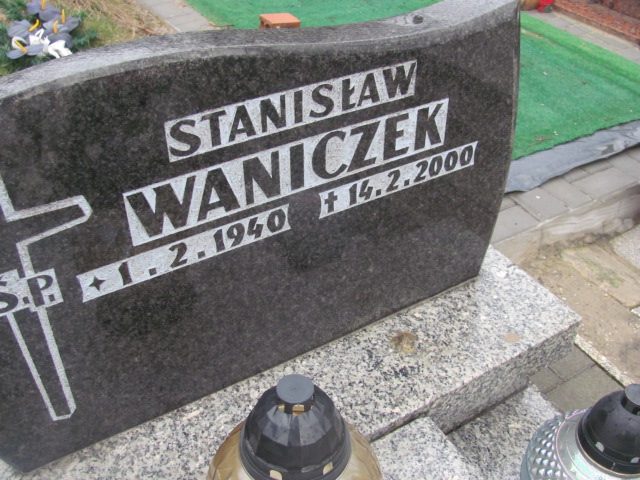 STANISŁAW
WANICZEK
Ś.P. ✦ 1.2.1940 ✝ 14.2.2000